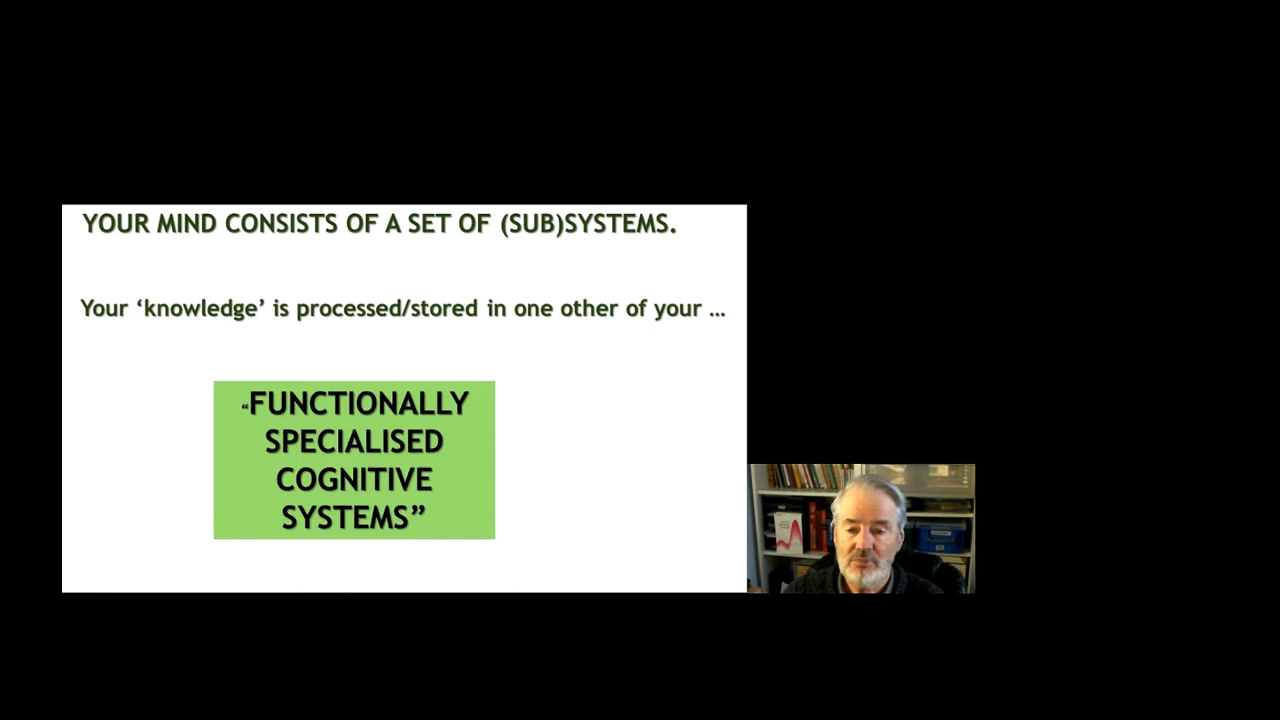 YOUR MIND CONSISTS OF A SET OF (SUB)SYSTEMS.
Your ‘knowledge’ is processed/stored in one other of your …
“FUNCTIONALLY
SPECIALISED
COGNITIVE
SYSTEMS”